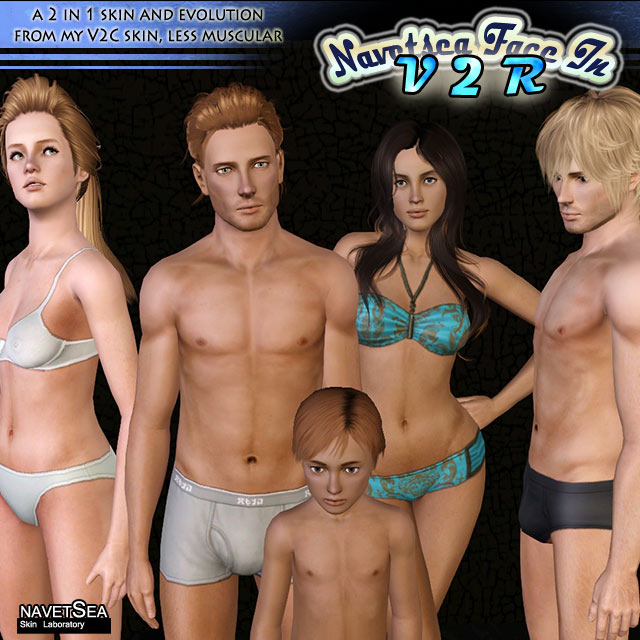 A 2 IN 1 SKIN AND EVOLUTION
FROM MY V2C SKIN, LESS MUSCULAR
Navetsea Face In
V 2 R
NAVETSEA
Skin Laboratory